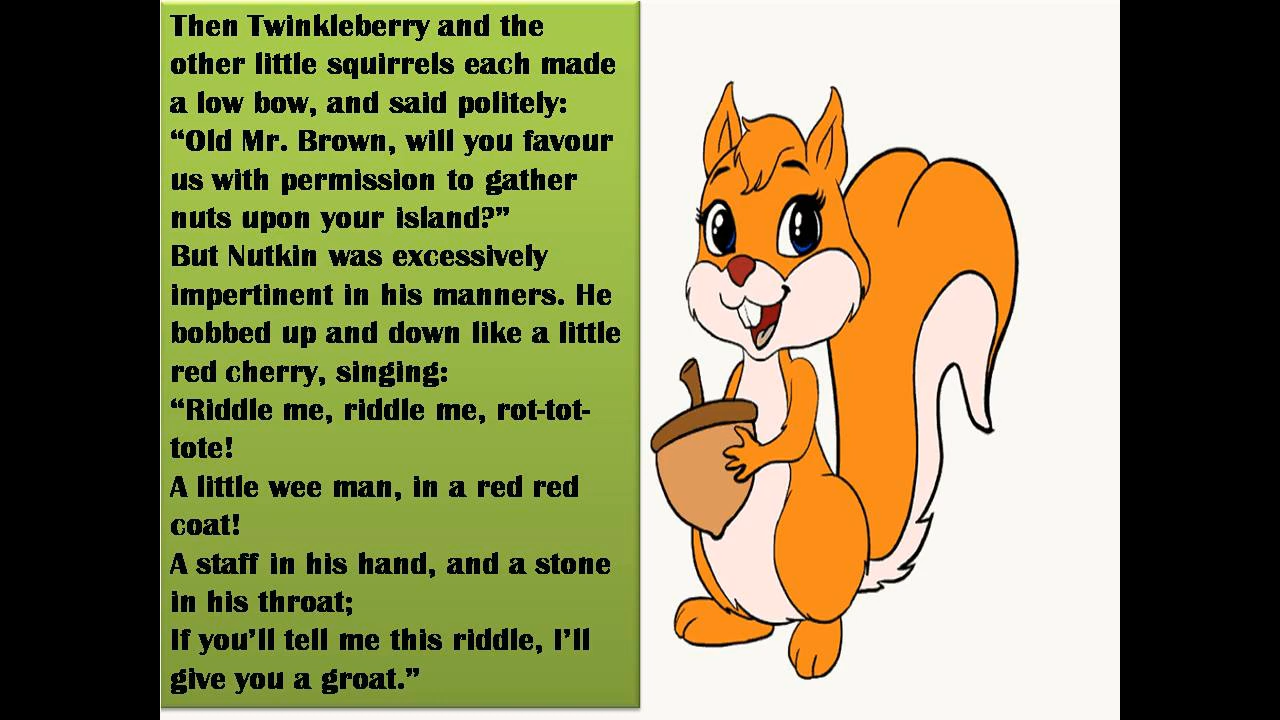 Then Twinkleberry and the
other little squirrels each made
a low bow, and said politely:
“Old Mr. Brown, will you favour
us with permission to gather
nuts upon your island?”
But Nutkin was excessively
impertinent in his manners. He
bobbed up and down like a little
red cherry, singing:
“Riddle me, riddle me, rot-tot-
tote!
A little wee man, in a red red
coat!
A staff in his hand, and a stone
in his throat;
If you’ll tell me this riddle, I’ll
give you a groat.”